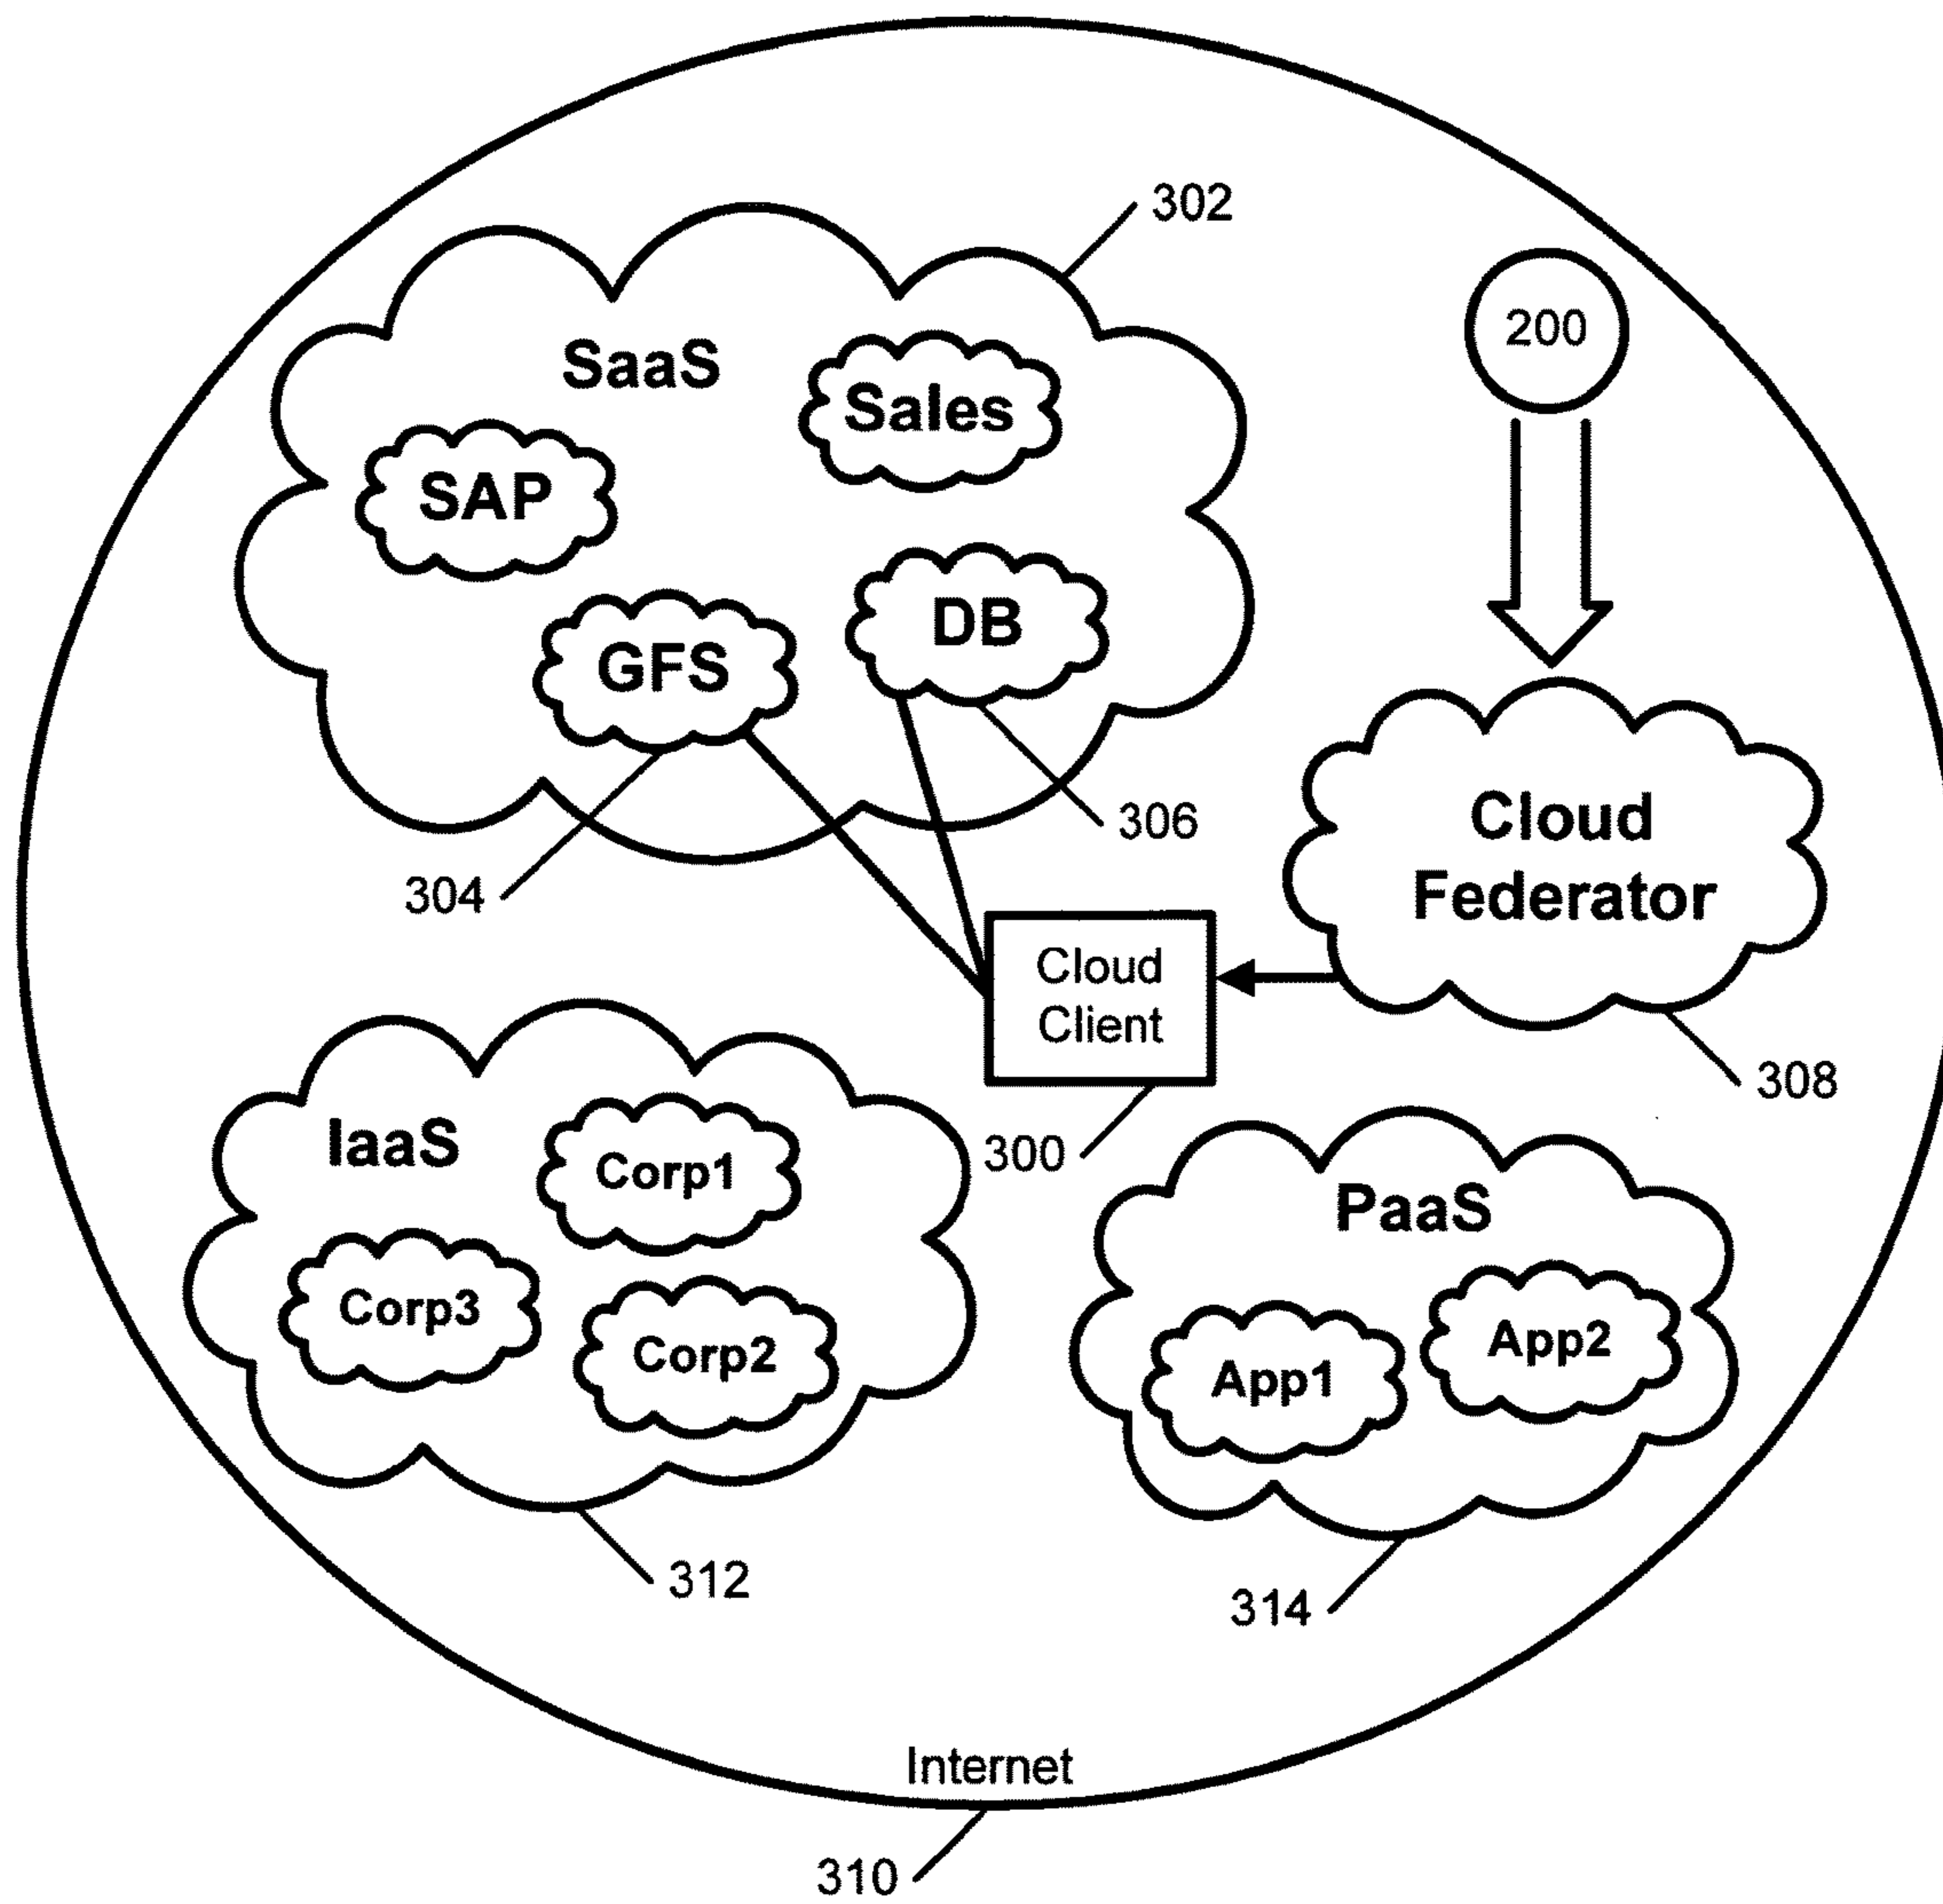 302
200
SaaS
Sales
SAP
DB
GFS
306
304
Cloud
Federator
Cloud
Client
308
300
IaaS
Corp1
Corp3
Corp2
PaaS
App2
App1
312
314
Internet
310